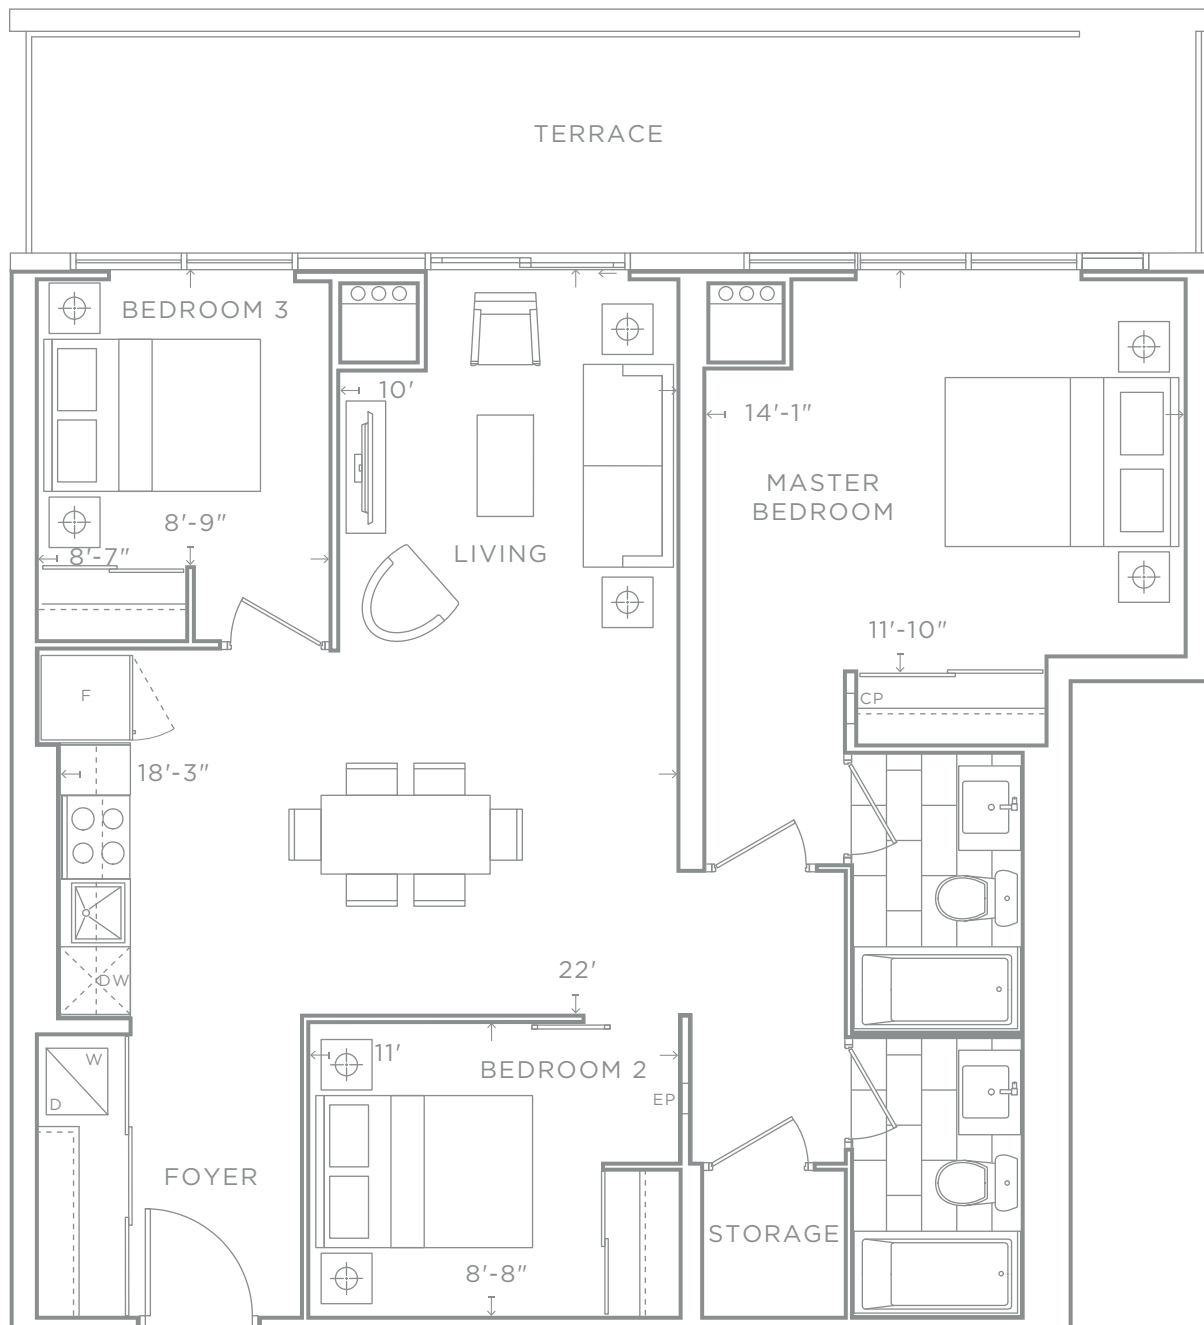 TERRACE
BEDROOM 3
10'
14'-1"
MASTER
BEDROOM
8'-9"
8'-7"
LIVING
11'-10"
F
CP
18'-3"
22'
DW
11'
W
BEDROOM 2
D
EP
FOYER
STORAGE
8'-8"